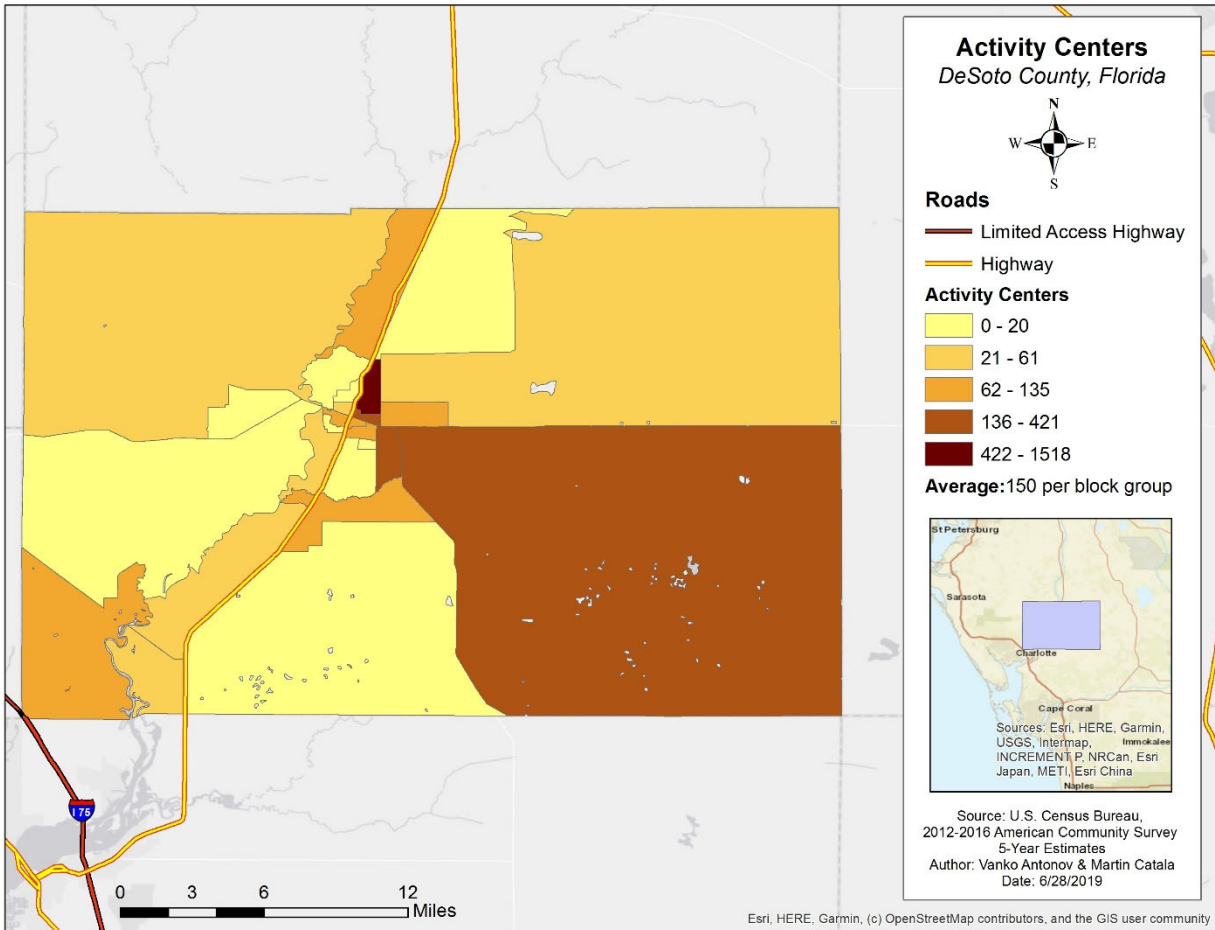 Activity Centers
DeSoto County, Florida
N
W E
S
Roads
Limited Access Highway
Highway
Activity Centers
0 - 20
21 - 61
62 - 135
136 - 421
422 - 1518
Average:150 per block group
St Petersburg
Sarasota
Charlotte
Cape Coral
Immokalee
Naples
Sources: Esri, HERE, Garmin,
USGS, Intermap,
INCREMENT P, NRCan, Esri
Japan, METI, Esri China
Source: U.S. Census Bureau,
2012-2016 American Community Survey
5-Year Estimates
Author: Vanko Antonov & Martin Catala
Date: 6/28/2019
I 75
0 3 6 12
Miles
Esri, HERE, Garmin, (c) OpenStreetMap contributors, and the GIS user community